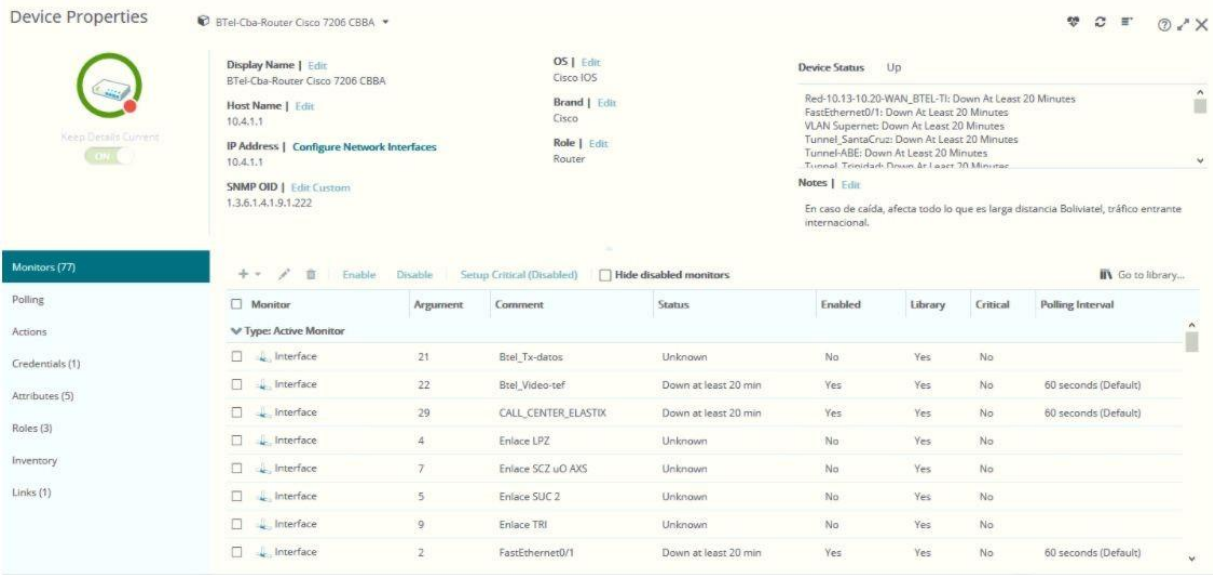 Device Properties
BTel-Cba-Router Cisco 7206 CBBA
Keep Details Current
ON
Display Name | Edit
BTel-Cba-Router Cisco 7206 CBBA
Host Name | Edit
10.4.1.1
IP Address | Configure Network Interfaces
10.4.1.1
SNMP OID | Edit Custom
1.3.6.1.4.1.9.1.222
OS | Edit
Cisco IOS
Brand | Edit
Cisco
Role | Edit
Router
Device Status Up
Red-10.13-10.20-WAN_BTEL-TI: Down At Least 20 Minutes
FastEthernet0/1: Down At Least 20 Minutes
VLAN Supernet: Down At Least 20 Minutes
Tunnel_SantaCruz: Down At Least 20 Minutes
Tunnel-ABE: Down At Least 20 Minutes
Tunnel_Trinidad: Down At Least 20 Minutes
Notes | Edit
En caso de caída, afecta todo lo que es larga distancia Boliviatel, tráfico entrante
internacional.
Monitors (77)
Polling
Actions
Credentials (1)
Attributes (5)
Roles (3)
Inventory
Links (1)
Enable Disable Setup Critical (Disabled) Hide disabled monitors Go to library...
Monitor Argument Comment Status Enabled Library Critical Polling Interval
Type: Active Monitor
Interface 21 Btel_Tx-datos Unknown No Yes No
Interface 22 Btel_Video-tef Down at least 20 min Yes Yes No 60 seconds (Default)
Interface 29 CALL_CENTER_ELASTIX Down at least 20 min Yes Yes No 60 seconds (Default)
Interface 4 Enlace LPZ Unknown No Yes No
Interface 7 Enlace SCZ uO AXS Unknown No Yes No
Interface 5 Enlace SUC 2 Unknown No Yes No
Interface 9 Enlace TRI Unknown No Yes No
Interface 2 FastEthernet0/1 Down at least 20 min Yes Yes No 60 seconds (Default)